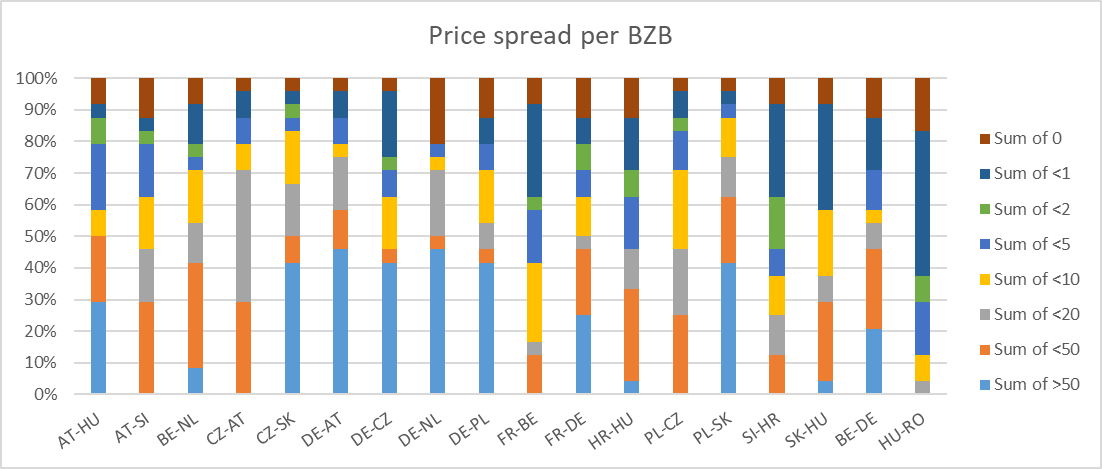 Price spread per BZB
100%
90%
80%
70%
60%
50%
40%
30%
20%
10%
0%
AT-HU
AT-SI
BE-NL
CZ-AT
CZ-SK
DE-AT
DE-CZ
DE-NL
DE-PL
FR-BE
FR-DE
HR-HU
PL-CZ
PL-SK
SI-HR
SK-HU
BE-DE
HU-RO
Sum of 0
Sum of <1
Sum of <2
Sum of <5
Sum of <10
Sum of <20
Sum of <50
Sum of >50